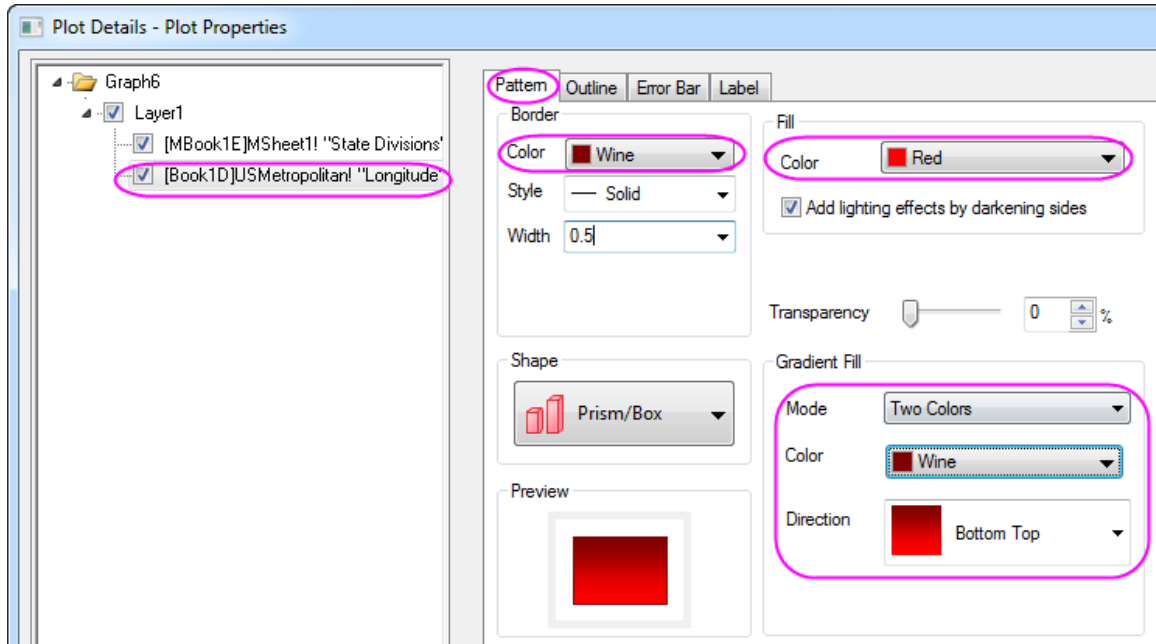 Plot Details - Plot Properties
Graph6
Layer1
[MBook1E]MSheet1! "State Divisions"
[Book1D]USMetropolitan! "Longitude"
Pattern Outline Error Bar Label
Border
Color Wine
Style Solid
Width 0.5
Fill
Color Red
Add lighting effects by darkening sides
Transparency 0 %
Shape
Prism/Box
Gradient Fill
Mode Two Colors
Color Wine
Direction Bottom Top
Preview